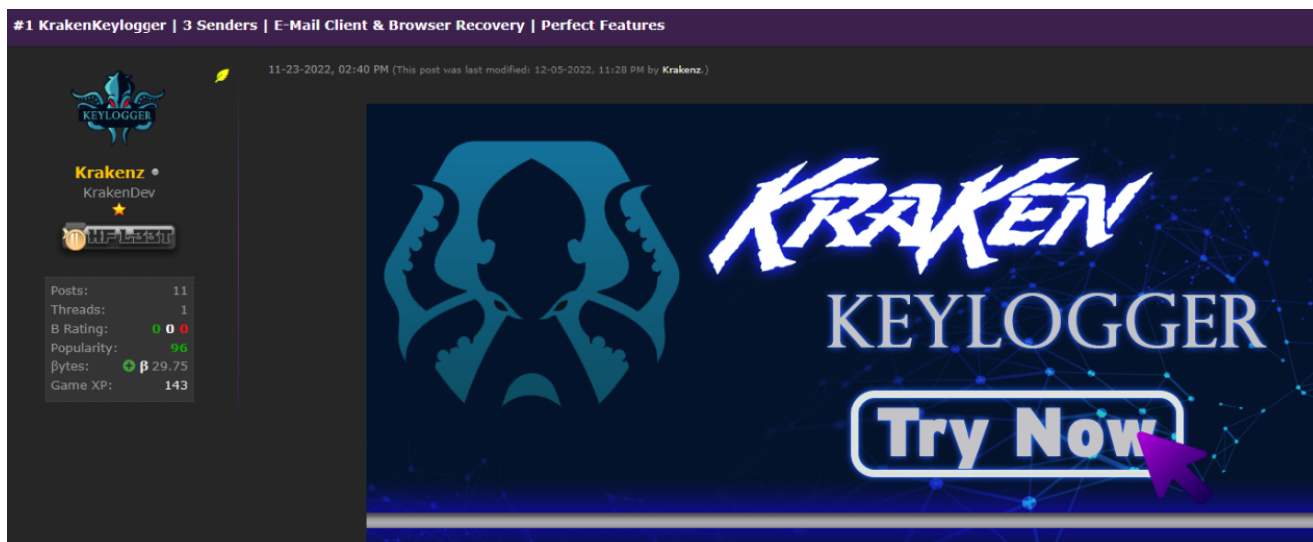 #1 KrakenKeylogger | 3 Senders | E-Mail Client & Browser Recovery | Perfect Features
11-23-2022, 02:40 PM (This post was last modified: 12-05-2022, 11:28 PM by Krakenz.)
KEYLOGGER
Krakenz
KrakenDev
HF L33T
Posts: 11
Threads: 1
B Rating: 0 0 0
Popularity: 96
βytes: β 29.75
Game XP: 143
KRAKEN
KEYLOGGER
Try Now